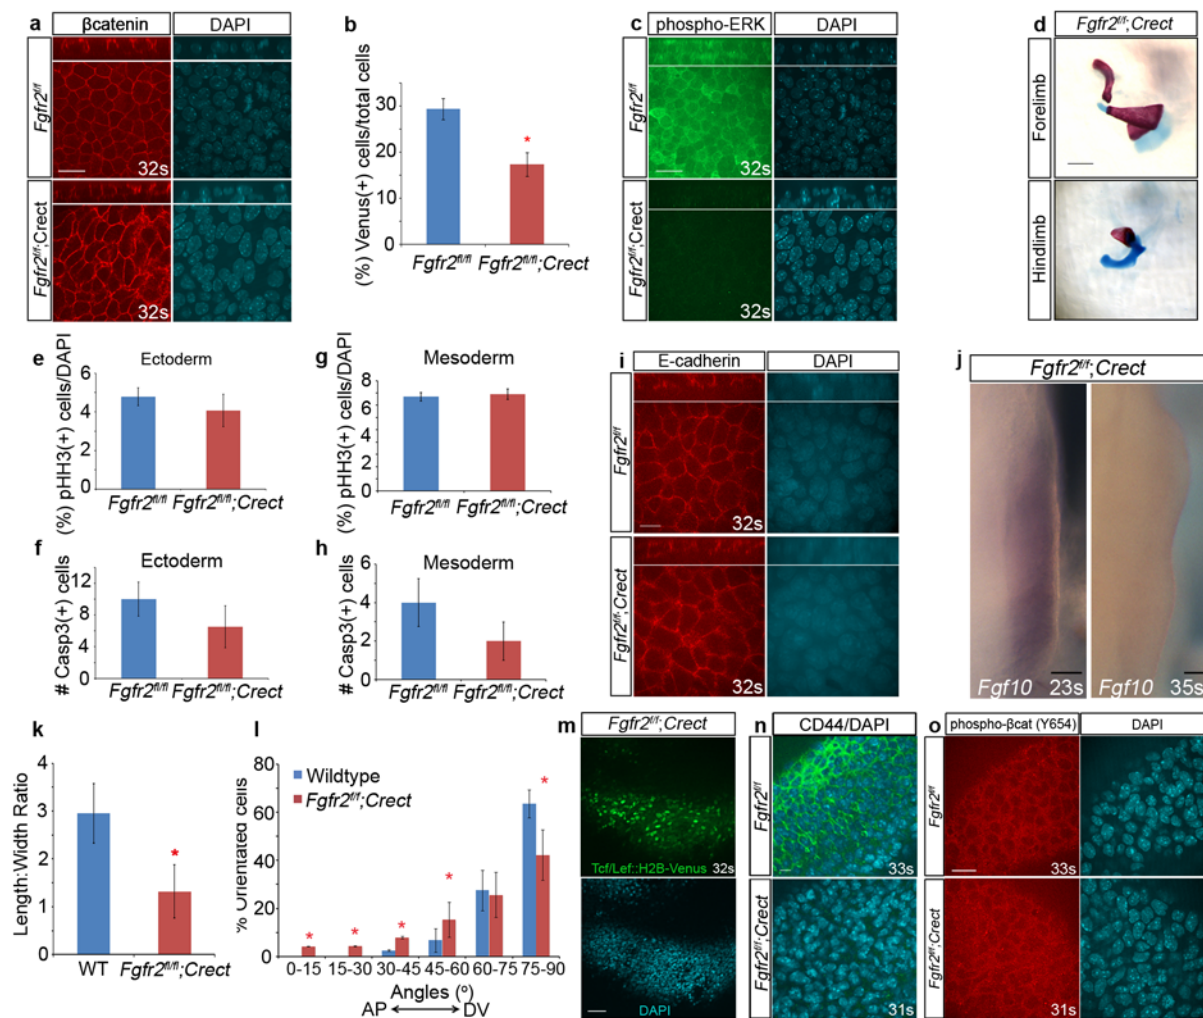 a
βcatenin
DAPI
Fgfr2f/f
32s
Fgfr2f/f;Crect
32s
b
(%) Venus(+) cells/total cells
30
20
10
0
Fgfr2fl/fl
*
Fgfr2fl/fl;Crect
c
phospho-ERK
DAPI
Fgfr2f/f
32s
Fgfr2f/f;Crect
32s
d
Fgfr2f/f;Crect
Forelimb
Hindlimb
e
Ectoderm
(%) pHH3(+) cells/DAPI
6
4
2
0
Fgfr2fl/fl
Fgfr2fl/fl;Crect
g
Mesoderm
(%) pHH3(+) cells/DAPI
8
6
4
2
0
Fgfr2fl/fl
Fgfr2fl/fl;Crect
f
Ectoderm
# Casp3(+) cells
12
8
4
0
Fgfr2fl/fl
Fgfr2fl/fl;Crect
h
Mesoderm
# Casp3(+) cells
6
4
2
0
Fgfr2fl/fl
Fgfr2fl/fl;Crect
i
E-cadherin
DAPI
Fgfr2f/f
32s
Fgfr2f/f;Crect
32s
j
Fgfr2f/f;Crect
Fgf10 23s
Fgf10 35s
k
Length:Width Ratio
4
3
2
1
0
*
WT
Fgfr2fl/fl;Crect
l
% Orientated cells
80
60
40
20
0
Wildtype
Fgfr2f/f;Crect
* * * * *
0-15 15-30 30-45 45-60 60-75 75-90
Angles (º)
AP ↔ DV
m
Fgfr2f/f;Crect
Tcf/Lef::H2B-Venus 32s
DAPI
n
CD44/DAPI
Fgfr2f/f
33s
Fgfr2f/f;Crect
31s
o
phospho-βcat (Y654)
DAPI
Fgfr2f/f
33s
Fgfr2f/f;Crect
31s